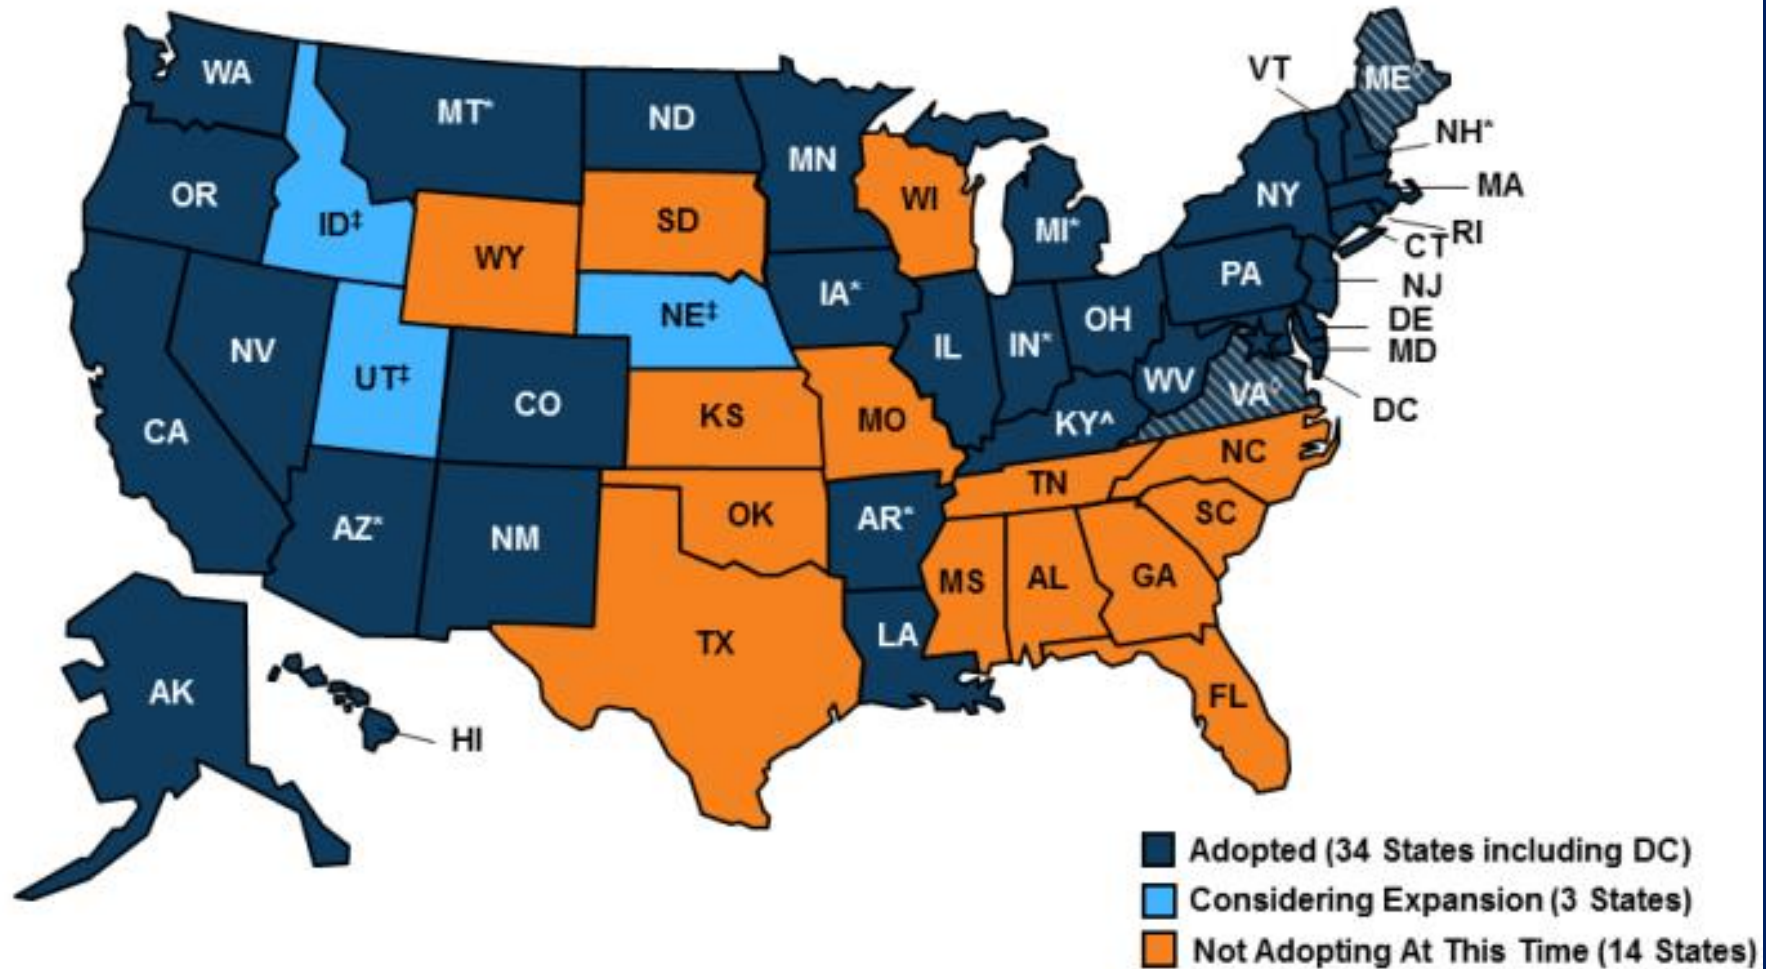 WA
MT*
ND
MN
VT
ME◊
NH*
OR
ID‡
WY
SD
WI
MI*
NY
MA
RI
CT
NV
UT‡
CO
NE‡
IA*
IL
IN*
OH
PA
NJ
DE
MD
DC
CA
AZ*
NM
KS
MO
KY^
WV
VA◊
OK
AR*
TN
NC
SC
TX
LA
MS
AL
GA
FL
AK
HI
Adopted (34 States including DC)
Considering Expansion (3 States)
Not Adopting At This Time (14 States)